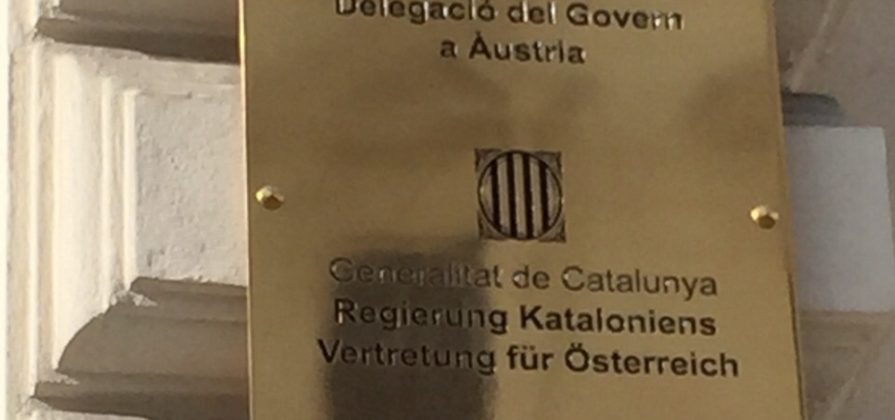 Delegació del Govern
a Àustria
Generalitat de Catalunya
Regierung Kataloniens
Vertretung für Österreich